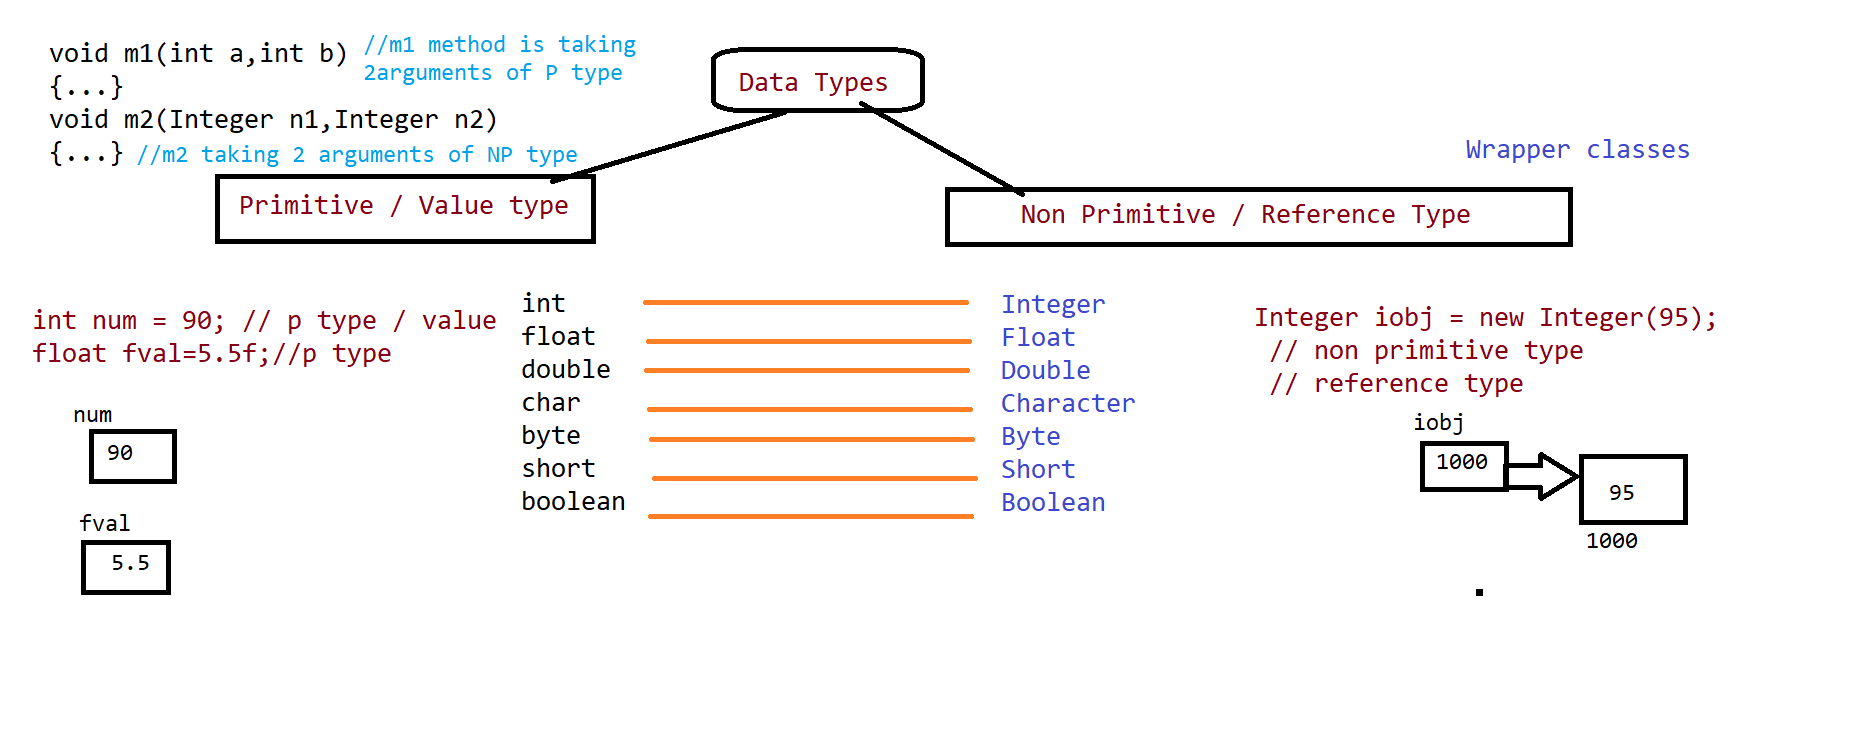 void m1(int a,int b) //m1 method is taking
2arguments of P type
{...}
void m2(Integer n1,Integer n2)
{...} //m2 taking 2 arguments of NP type
Data Types
Wrapper classes
Primitive / Value type
Non Primitive / Reference Type
int num = 90; // p type / value
float fval=5.5f;//p type
num
90
fval
5.5
int Integer
float Float
double Double
char Character
byte Byte
short Short
boolean Boolean
Integer iobj = new Integer(95);
// non primitive type
// reference type
iobj
1000
95
1000